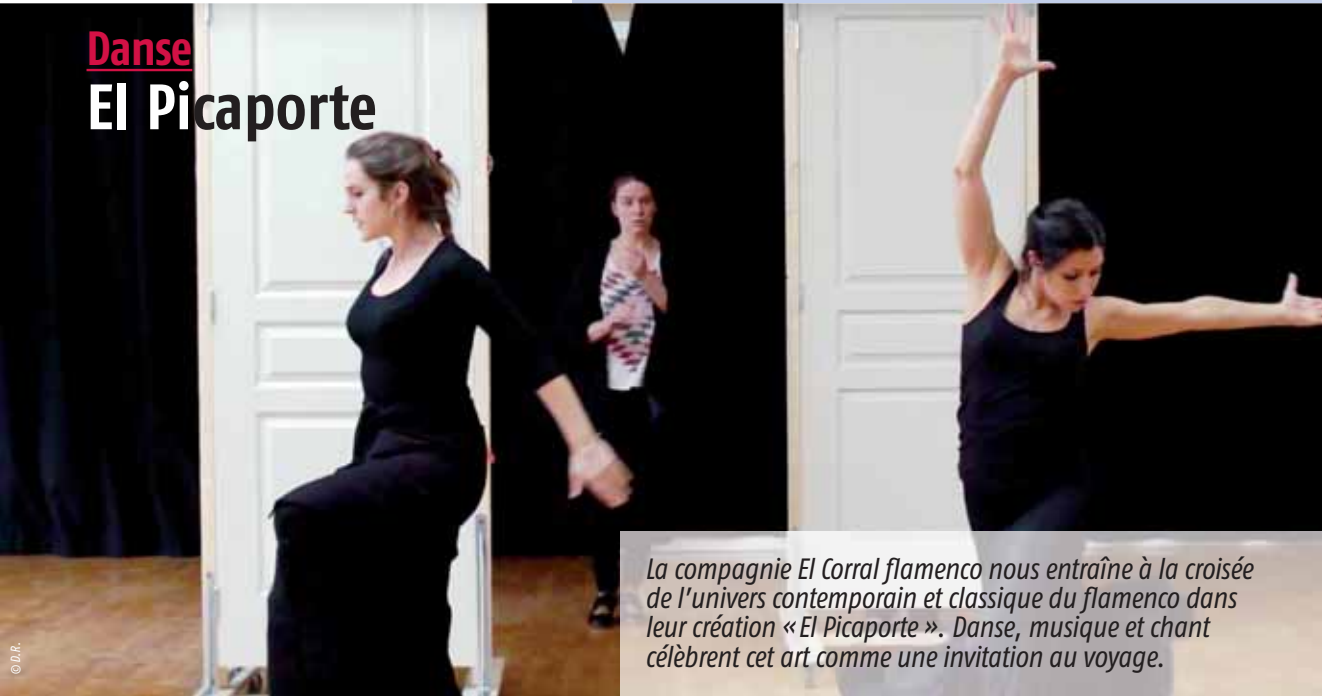 Danse
El Picaporte
La compagnie El Corral flamenco nous entraîne à la croisée
de l'univers contemporain et classique du flamenco dans
leur création « El Picaporte ». Danse, musique et chant
célèbrent cet art comme une invitation au voyage.
© D.R.